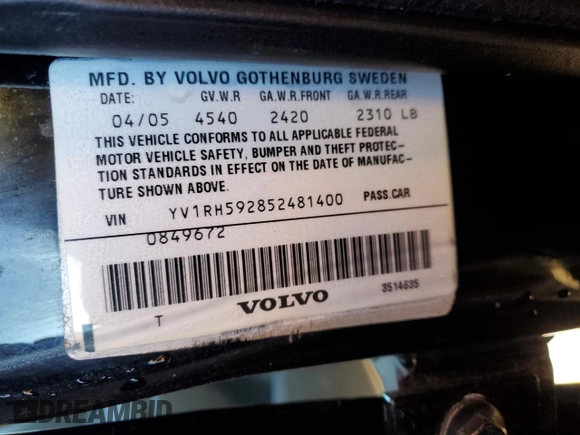 MFD. BY VOLVO GOTHENBURG SWEDEN
DATE: GV.W.R GA.W.R.FRONT GA.W.R.REAR
04/05 4540 2420 2310 LB
THIS VEHICLE CONFORMS TO ALL APPLICABLE FEDERAL
MOTOR VEHICLE SAFETY, BUMPER AND THEFT PROTEC-
TION STANDARDS IN EFFECT ON THE DATE OF MANUFAC-
TURE SHOWN ABOVE.
VIN YV1RH592852481400 PASS.CAR
0849672
T VOLVO 3514635
DREAMBID